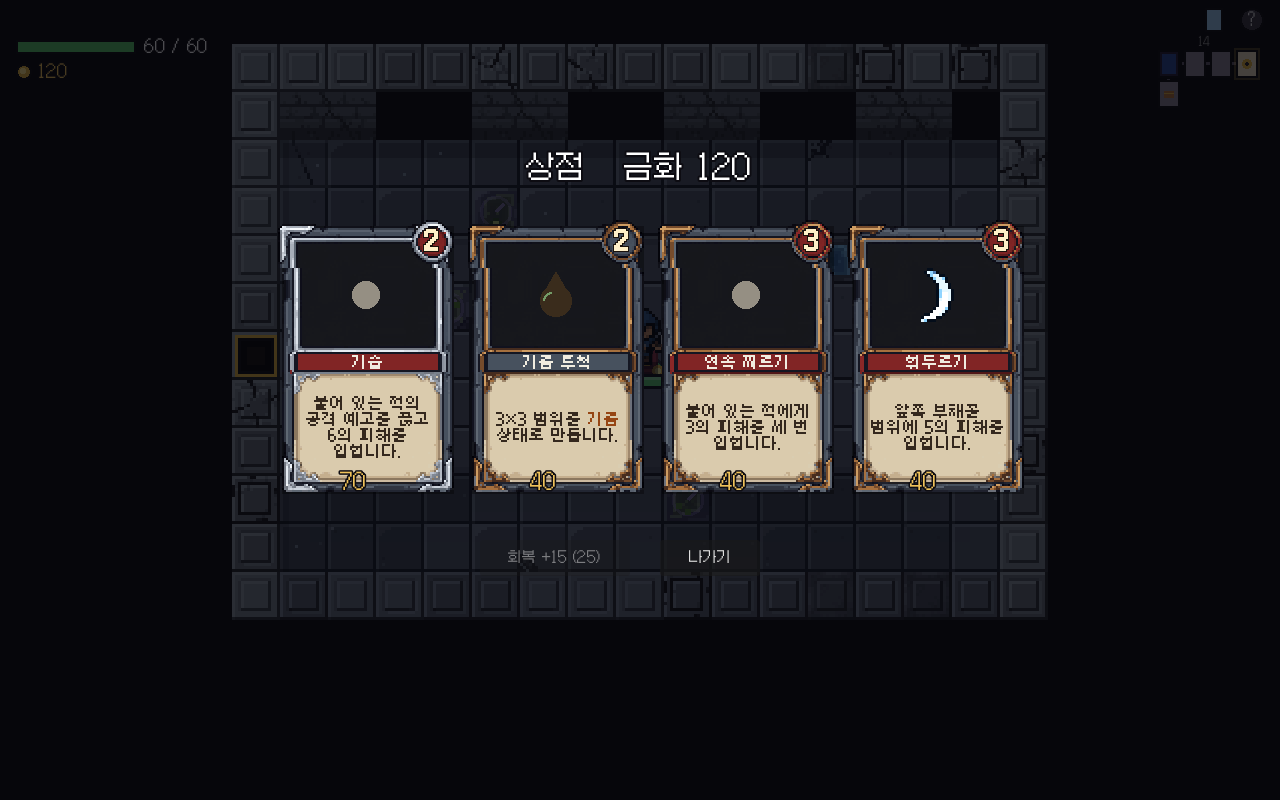 60 / 60
120
?
14
상점 금화 120
2
2
3
3
기습
기름 투척
연속 찌르기
휘두르기
붙어 있는 적의
공격 예고를 끊고
6의 피해를
입힙니다.
3×3 범위를 기름
상태로 만듭니다.
붙어 있는 적에게
3의 피해를 세 번
입힙니다.
앞쪽 부채꼴
범위에 5의 피해를
입힙니다.
70
40
40
40
회복 +15 (25)
나가기